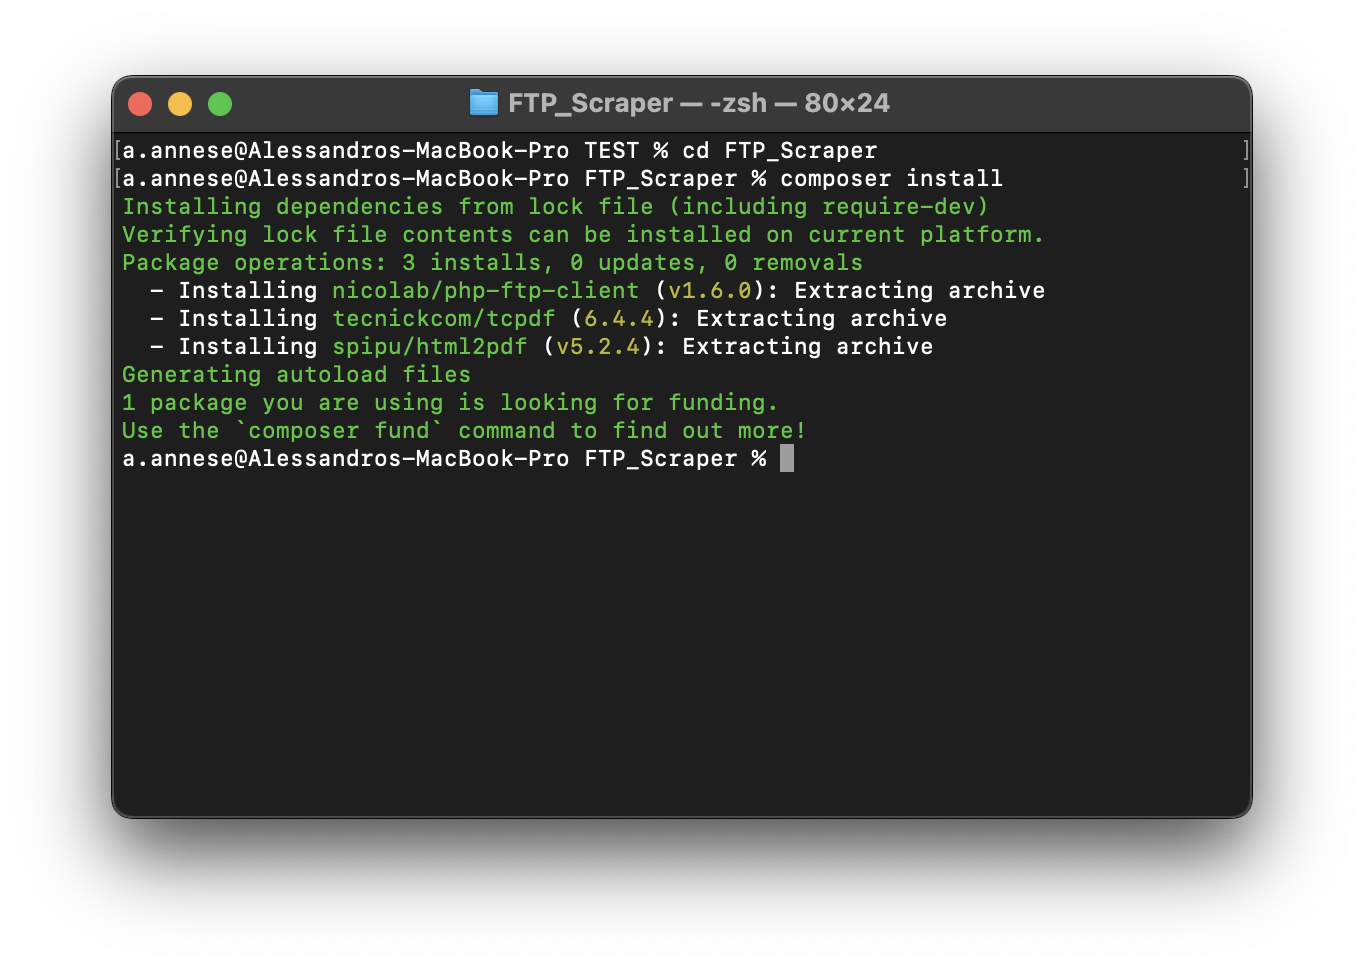 FTP_Scraper — -zsh — 80×24
[a.annese@Alessandros-MacBook-Pro TEST % cd FTP_Scraper ]
[a.annese@Alessandros-MacBook-Pro FTP_Scraper % composer install ]
Installing dependencies from lock file (including require-dev)
Verifying lock file contents can be installed on current platform.
Package operations: 3 installs, 0 updates, 0 removals
  - Installing nicolab/php-ftp-client (v1.6.0): Extracting archive
  - Installing tecnickcom/tcpdf (6.4.4): Extracting archive
  - Installing spipu/html2pdf (v5.2.4): Extracting archive
Generating autoload files
1 package you are using is looking for funding.
Use the `composer fund` command to find out more!
a.annese@Alessandros-MacBook-Pro FTP_Scraper %